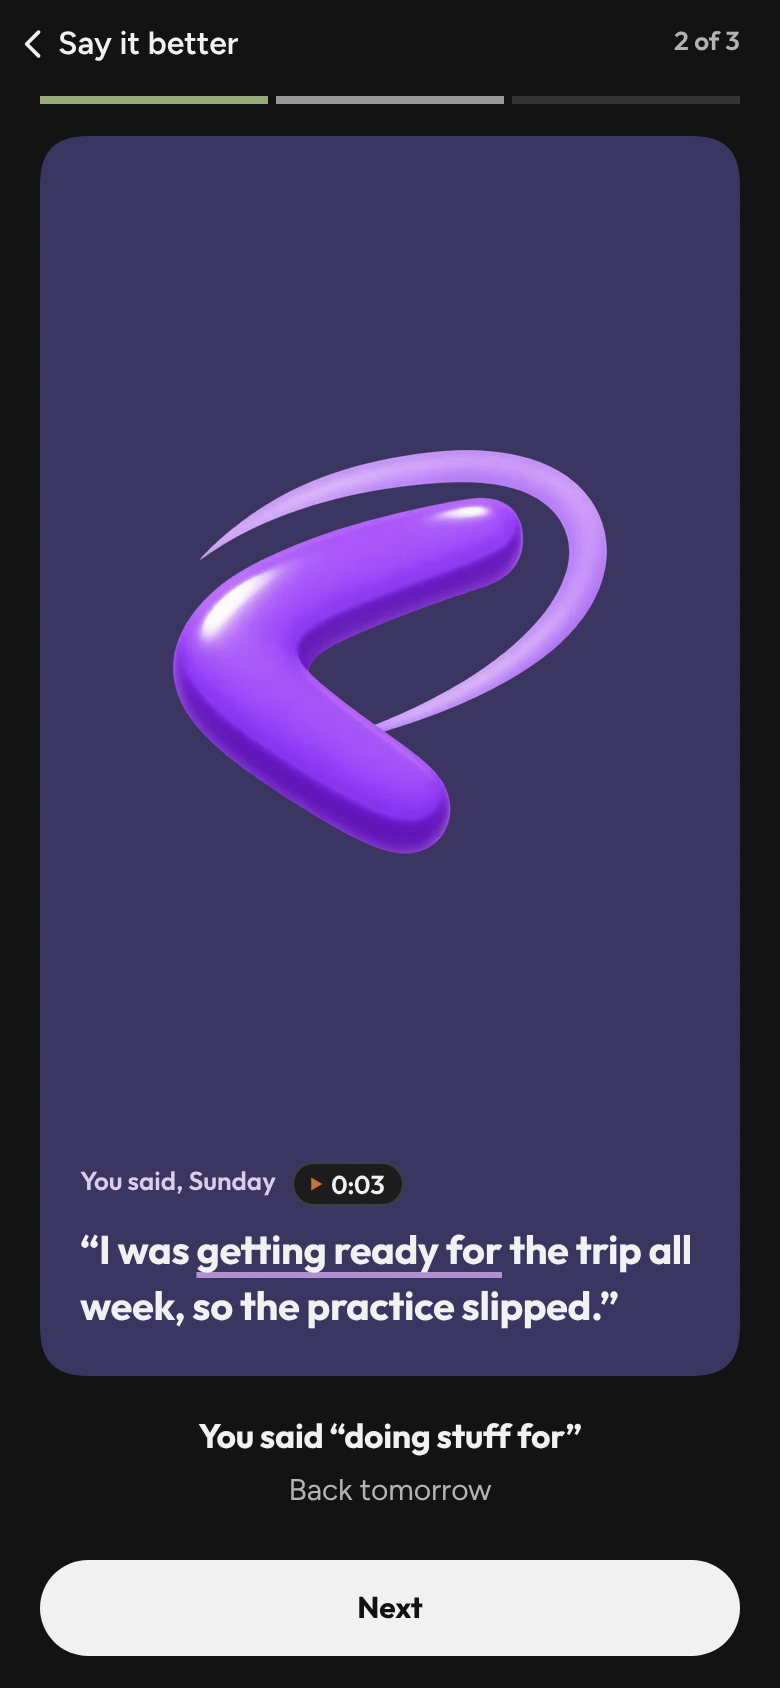 Say it better
2 of 3
You said, Sunday
0:03
“I was getting ready for the trip all
week, so the practice slipped.”
You said “doing stuff for”
Back tomorrow
Next